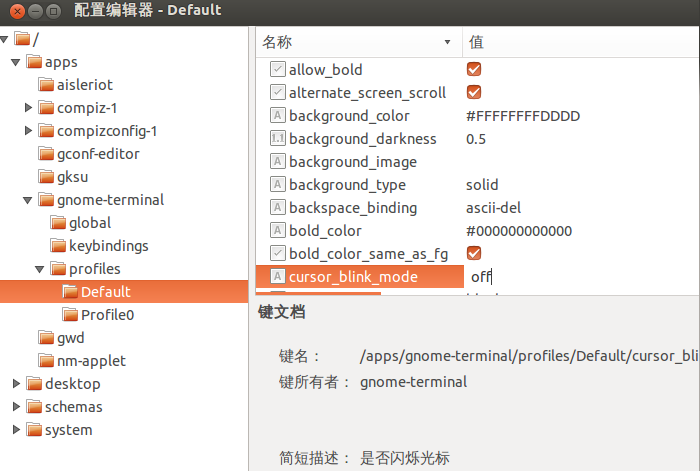 配置编辑器 - Default
/
apps
aisleriot
compiz-1
compizconfig-1
gconf-editor
gksu
gnome-terminal
global
keybindings
profiles
Default
Profile0
gwd
nm-applet
desktop
schemas
system
名称 值
allow_bold
alternate_screen_scroll
A background_color #FFFFFFFFDDDD
1.1 background_darkness 0.5
A background_image
A background_type solid
A backspace_binding ascii-del
A bold_color #000000000000
bold_color_same_as_fg
A cursor_blink_mode off
键文档
键名： /apps/gnome-terminal/profiles/Default/cursor_bli
键所有者： gnome-terminal
简短描述： 是否闪烁光标